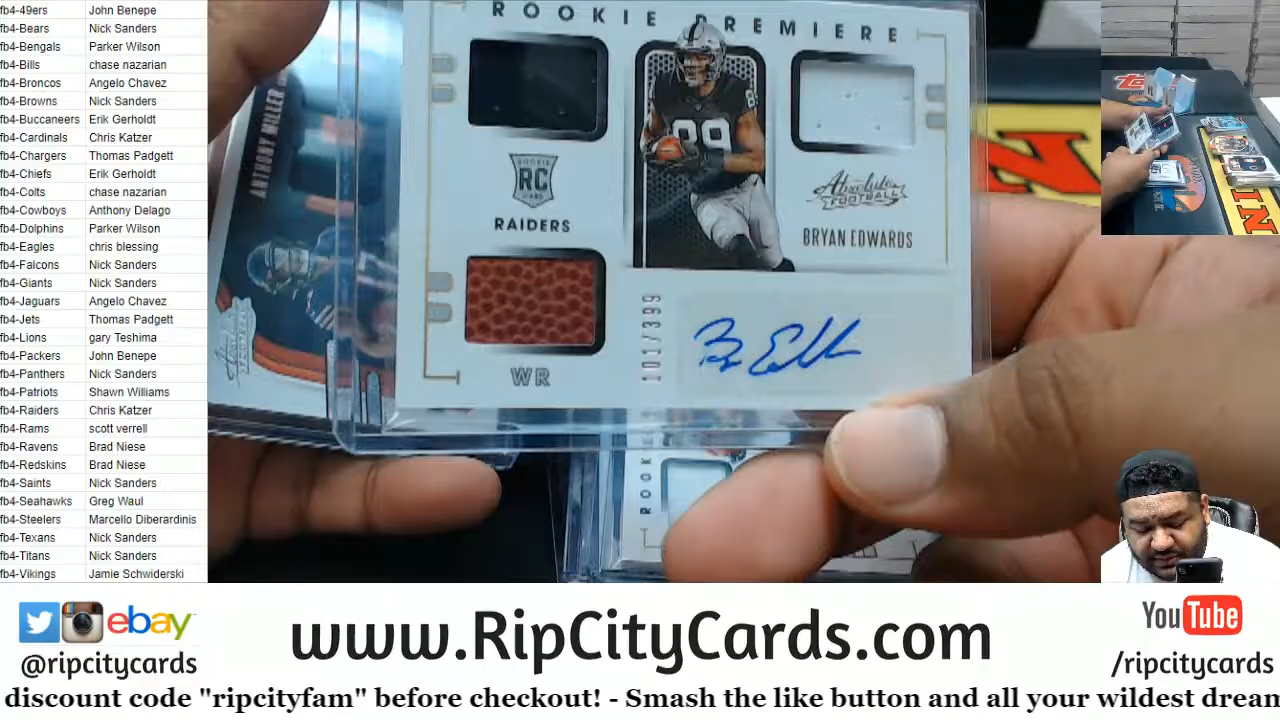 fb4-49ers John Benepe
fb4-Bears Nick Sanders
fb4-Bengals Parker Wilson
fb4-Bills chase nazarian
fb4-Broncos Angelo Chavez
fb4-Browns Nick Sanders
fb4-Buccaneers Erik Gerholdt
fb4-Cardinals Chris Katzer
fb4-Chargers Thomas Padgett
fb4-Chiefs Erik Gerholdt
fb4-Colts chase nazarian
fb4-Cowboys Anthony Delago
fb4-Dolphins Parker Wilson
fb4-Eagles chris blessing
fb4-Falcons Nick Sanders
fb4-Giants Nick Sanders
fb4-Jaguars Angelo Chavez
fb4-Jets Thomas Padgett
fb4-Lions gary Teshima
fb4-Packers John Benepe
fb4-Panthers Nick Sanders
fb4-Patriots Shawn Williams
fb4-Raiders Chris Katzer
fb4-Rams scott verrell
fb4-Ravens Brad Niese
fb4-Redskins Brad Niese
fb4-Saints Nick Sanders
fb4-Seahawks Greg Waul
fb4-Steelers Marcello Diberardinis
fb4-Texans Nick Sanders
fb4-Titans Nick Sanders
fb4-Vikings Jamie Schwiderski
ROOKIE PREMIERE
89
ROOKIE
RC
RAIDERS
Absolute
FOOTBALL
BRYAN EDWARDS
WR
101/399
ANTHONY MILLER
ROOKIE
N
IN
ebay
@ripcitycards
www.RipCityCards.com
YouTube
/ripcitycards
discount code "ripcityfam" before checkout! - Smash the like button and all your wildest drean